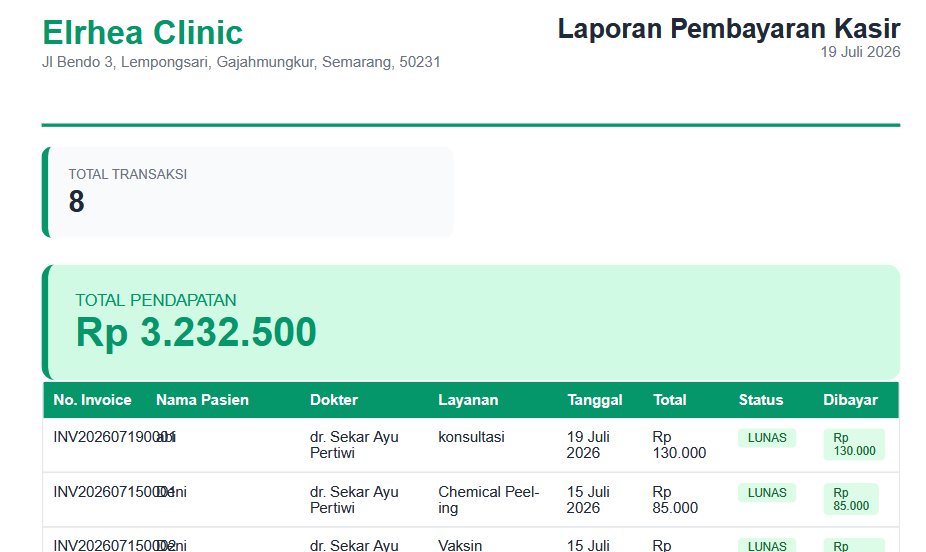 Elrhea Clinic
Laporan Pembayaran Kasir
Jl Bendo 3, Lempongsari, Gajahmungkur, Semarang, 50231
19 Juli 2026
TOTAL TRANSAKSI
8
TOTAL PENDAPATAN
Rp 3.232.500
No. Invoice Nama Pasien Dokter Layanan Tanggal Total Status Dibayar
INV202607190001 dr. Sekar Ayu konsultasi 19 Juli Rp LUNAS Rp
Pertiwi 2026 130.000 130.000
INV202607150001 Deni dr. Sekar Ayu Chemical Peel- 15 Juli Rp LUNAS Rp
Pertiwi ing 2026 85.000 85.000
INV202607150002 Deni dr. Sekar Ayu Vaksin 15 Juli Rp LUNAS Rp